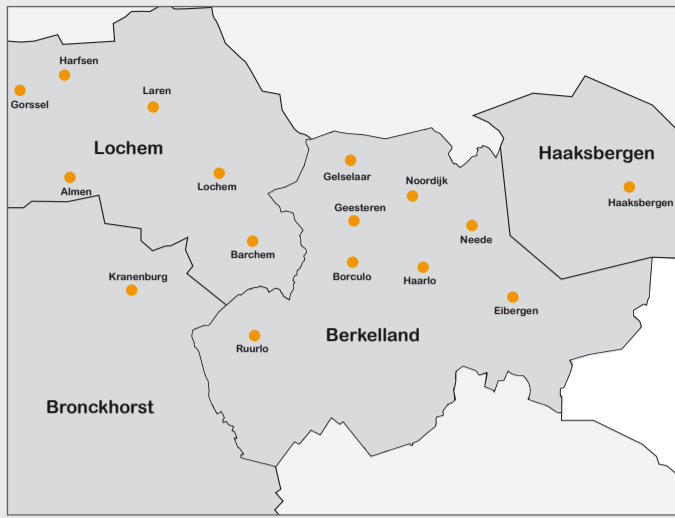 Harfsen
Gorssel
Laren
Lochem
Haaksbergen
Gelselaar
Noordijk
Almen
Lochem
Haaksbergen
Geesteren
Neede
Barchem
Borculo
Haarlo
Kranenburg
Eibergen
Berkelland
Ruurlo
Bronckhorst